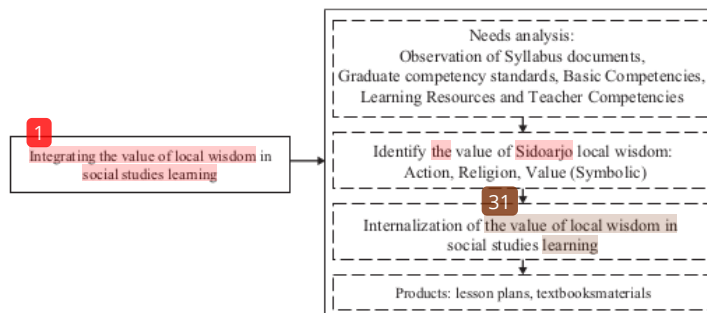 1
Integrating the value of local wisdom in
social studies learning
Needs analysis:
Observation of Syllabus documents,
Graduate competency standards, Basic Competencies,
Learning Resources and Teacher Competencies
Identify the value of Sidoarjo local wisdom:
Action, Religion, Value (Symbolic)
31
Internalization of the value of local wisdom in
social studies learning
Products: lesson plans, textbooksmaterials